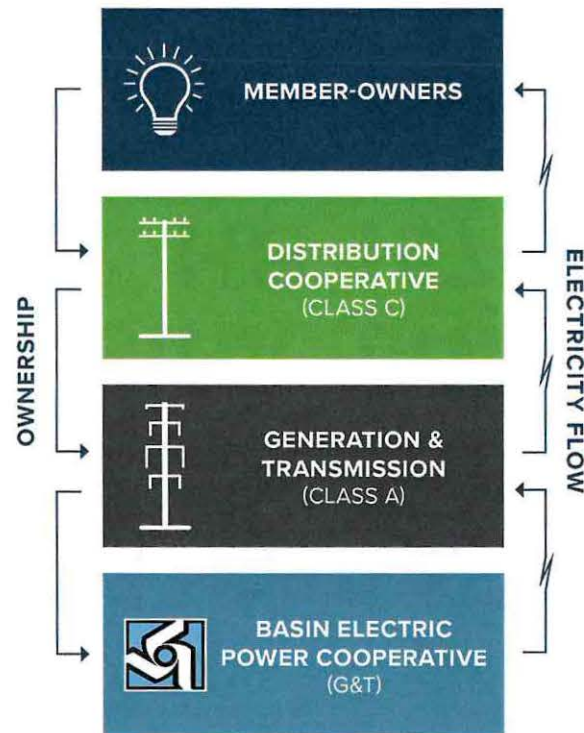 MEMBER-OWNERS
DISTRIBUTION
COOPERATIVE
(CLASS C)
OWNERSHIP
ELECTRICITY FLOW
GENERATION &
TRANSMISSION
(CLASS A)
BASIN ELECTRIC
POWER COOPERATIVE
(G&T)